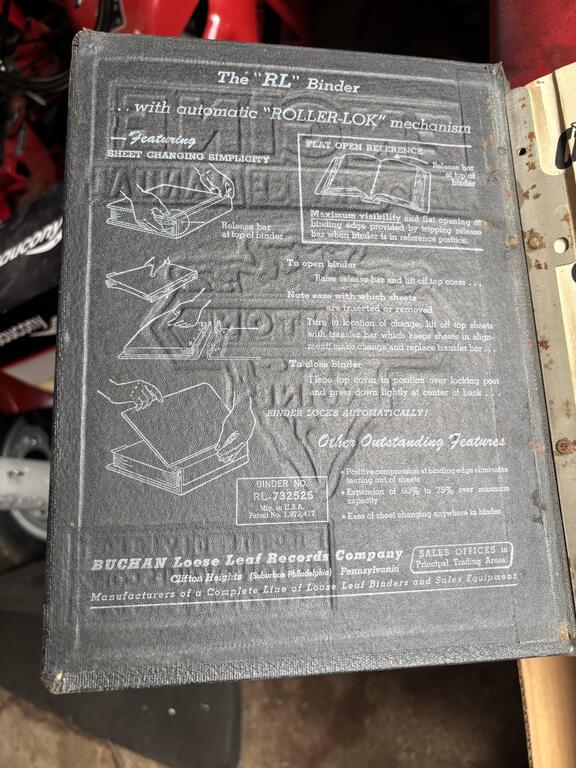 The "RL" Binder
...with automatic "ROLLER-LOK" mechanism
Featuring
SHEET CHANGING SIMPLICITY
Release bar
at top of binder
FLAT OPEN REFERENCE
Release bar
at top of
binder
Maximum visibility and flat opening at
binding edge provided by tripping release
bar when binder is in reference position.
To open binder
Raise release bar and lift off top cover...
Note ease with which sheets
are inserted or removed
Turn to location of change, lift off top sheets
with transfer bar which keeps sheets in align-
ment, make change and replace transfer bar...
To close binder
Place top cover in position over locking post
and press down lightly at center of back...
BINDER LOCKS AUTOMATICALLY!
Other Outstanding Features
• Positive compression at binding edge eliminates
tearing out of sheets
• Expansion of 60% to 75% over minimum
capacity
• Ease of sheet changing anywhere in binder
BINDER NO.
RL-732525
Mfg. in U.S.A.
Patent No. 1,972,417
BUCHAN Loose Leaf Records Company
Clifton Heights (Suburban Philadelphia) Pennsylvania
SALES OFFICES in
Principal Trading Areas
Manufacturers of a Complete Line of Loose Leaf Binders and Sales Equipment